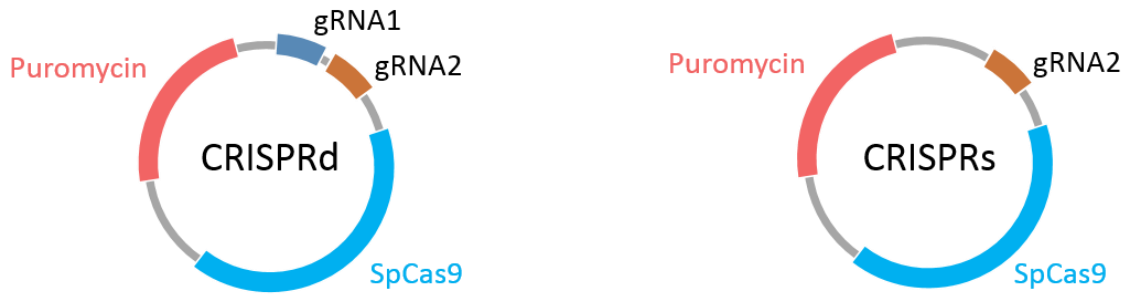 gRNA1
Puromycin
gRNA2
CRISPRd
SpCas9
Puromycin
gRNA2
CRISPRs
SpCas9